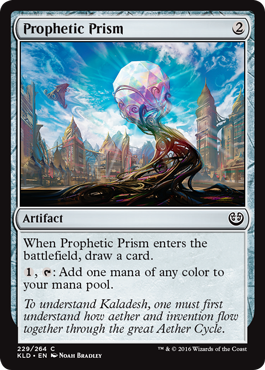 Prophetic Prism 2
Artifact
When Prophetic Prism enters the
battlefield, draw a card.
1, : Add one mana of any color to
your mana pool.
To understand Kaladesh, one must first
understand how aether and invention flow
together through the great Aether Cycle.
229/264 C
KLD • EN Noah Bradley ™ & © 2016 Wizards of the Coast